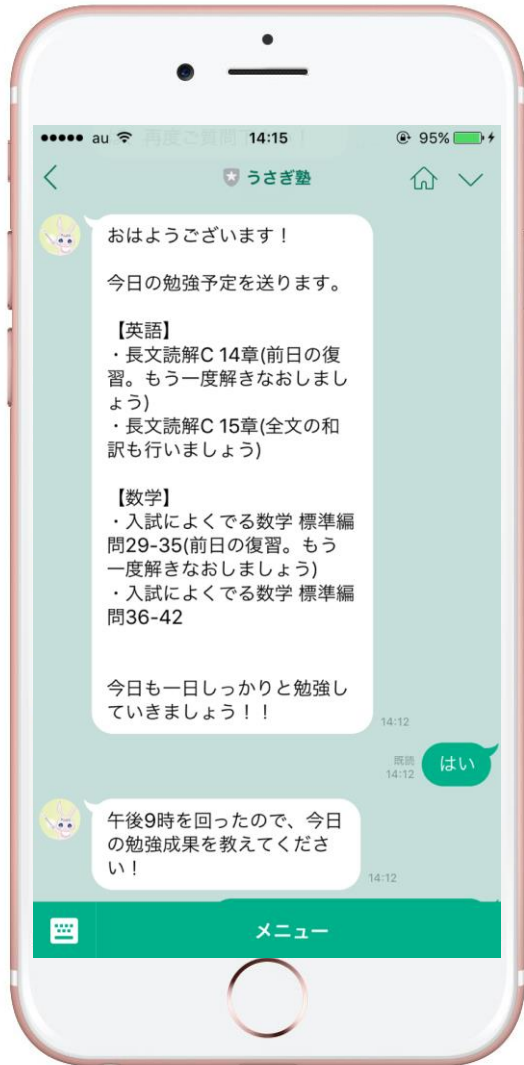 au 再度ご質問下 14:15 95%
うさぎ塾
おはようございます！
今日の勉強予定を送ります。
【英語】
・長文読解C 14章(前日の復
習。もう一度解きなおしまし
ょう)
・長文読解C 15章(全文の和
訳も行いましょう)
【数学】
・入試によくでる数学 標準編
問29-35(前日の復習。もう
一度解きなおしましょう)
・入試によくでる数学 標準編
問36-42
今日も一日しっかりと勉強し
ていきましょう！！
14:12
既読
14:12
はい
午後9時を回ったので、今日
の勉強成果を教えてくださ
い！
14:12
メニュー